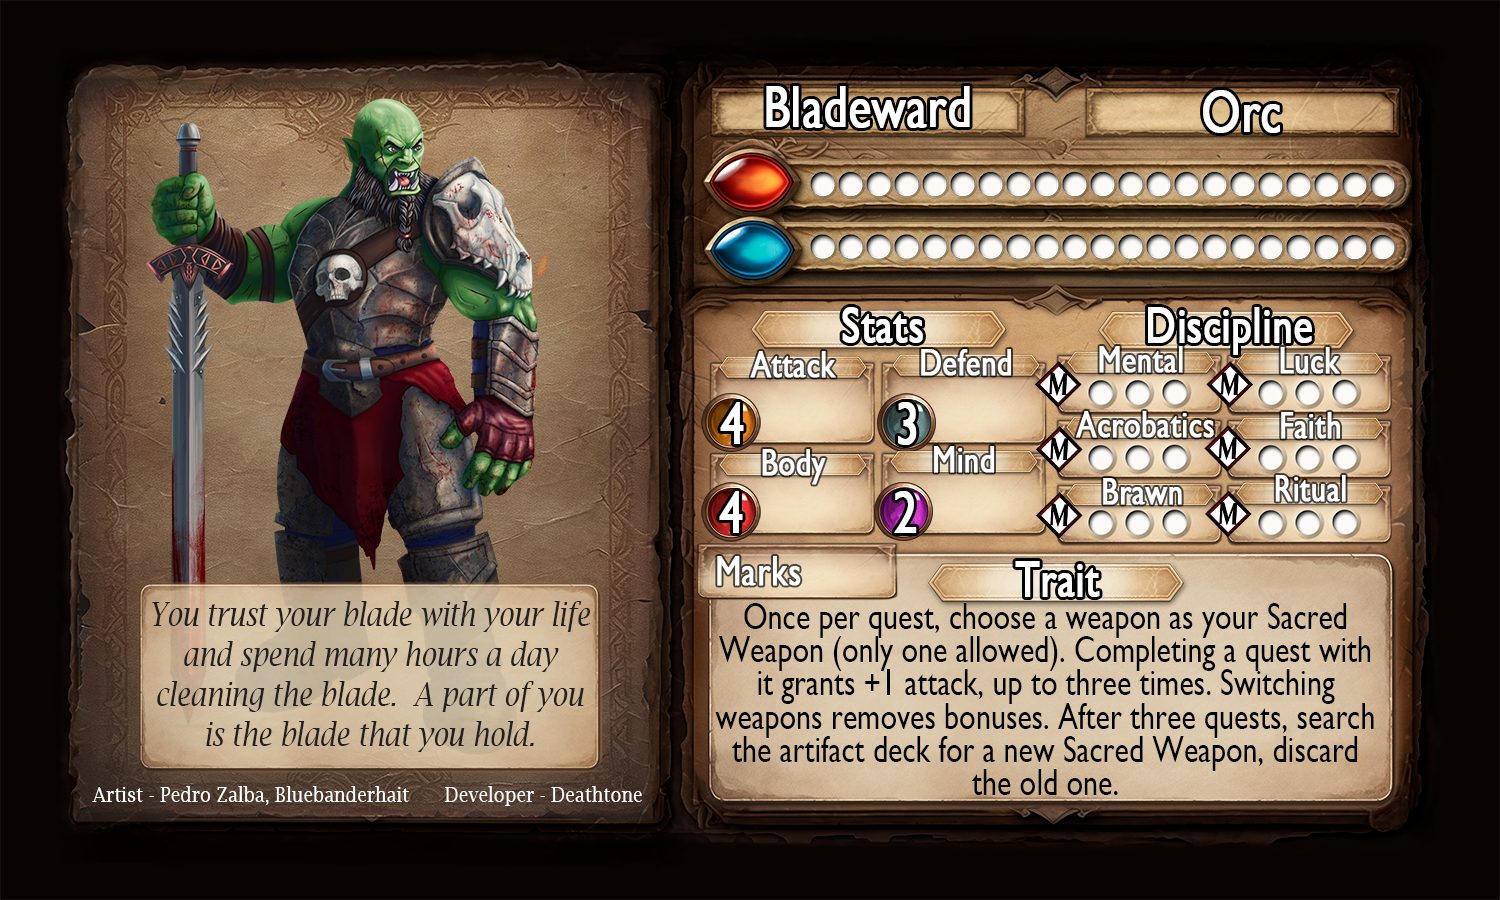 Bladeward
Orc
Stats
Discipline
Attack
Defend
Mental
Luck
M
M
4
3
Acrobatics
Faith
M
M
Body
Mind
Brawn
Ritual
M
M
4
2
Marks
Trait
Once per quest, choose a weapon as your Sacred
Weapon (only one allowed). Completing a quest with
it grants +1 attack, up to three times. Switching
weapons removes bonuses. After three quests, search
the artifact deck for a new Sacred Weapon, discard
the old one.
You trust your blade with your life
and spend many hours a day
cleaning the blade.  A part of you
is the blade that you hold.
Artist - Pedro Zalba, Bluebanderhait
Developer - Deathtone